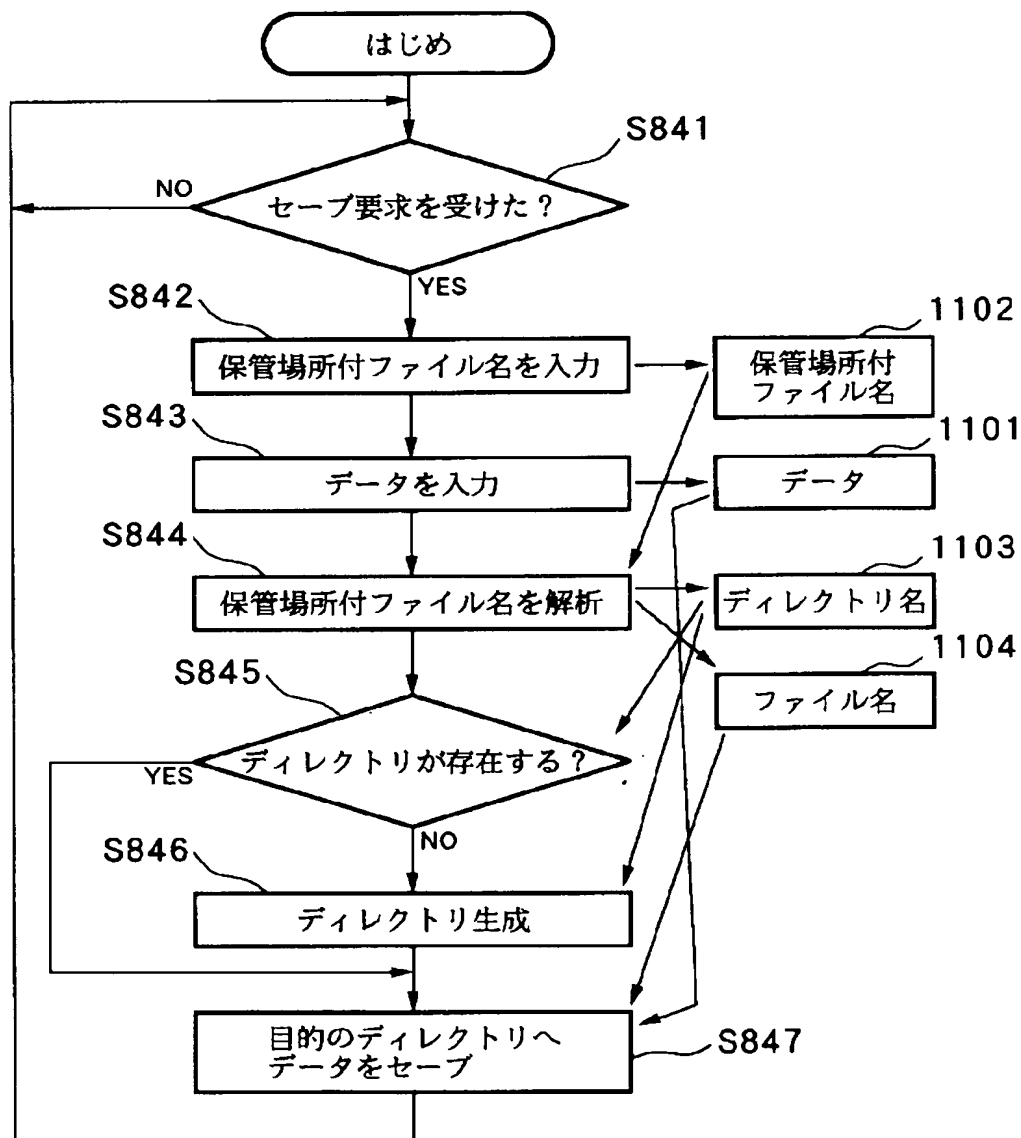 はじめ
S841
NO
セーブ要求を受けた?
YES
S842
1102
保管場所付ファイル名を入力
保管場所付
ファイル名
S843
1101
データを入力
データ
S844
1103
保管場所付ファイル名を解析
ディレクトリ名
1104
S845
ファイル名
ディレクトリが存在する?
YES
NO
S846
ディレクトリ生成
目的のディレクトリへ
データをセーブ
S847